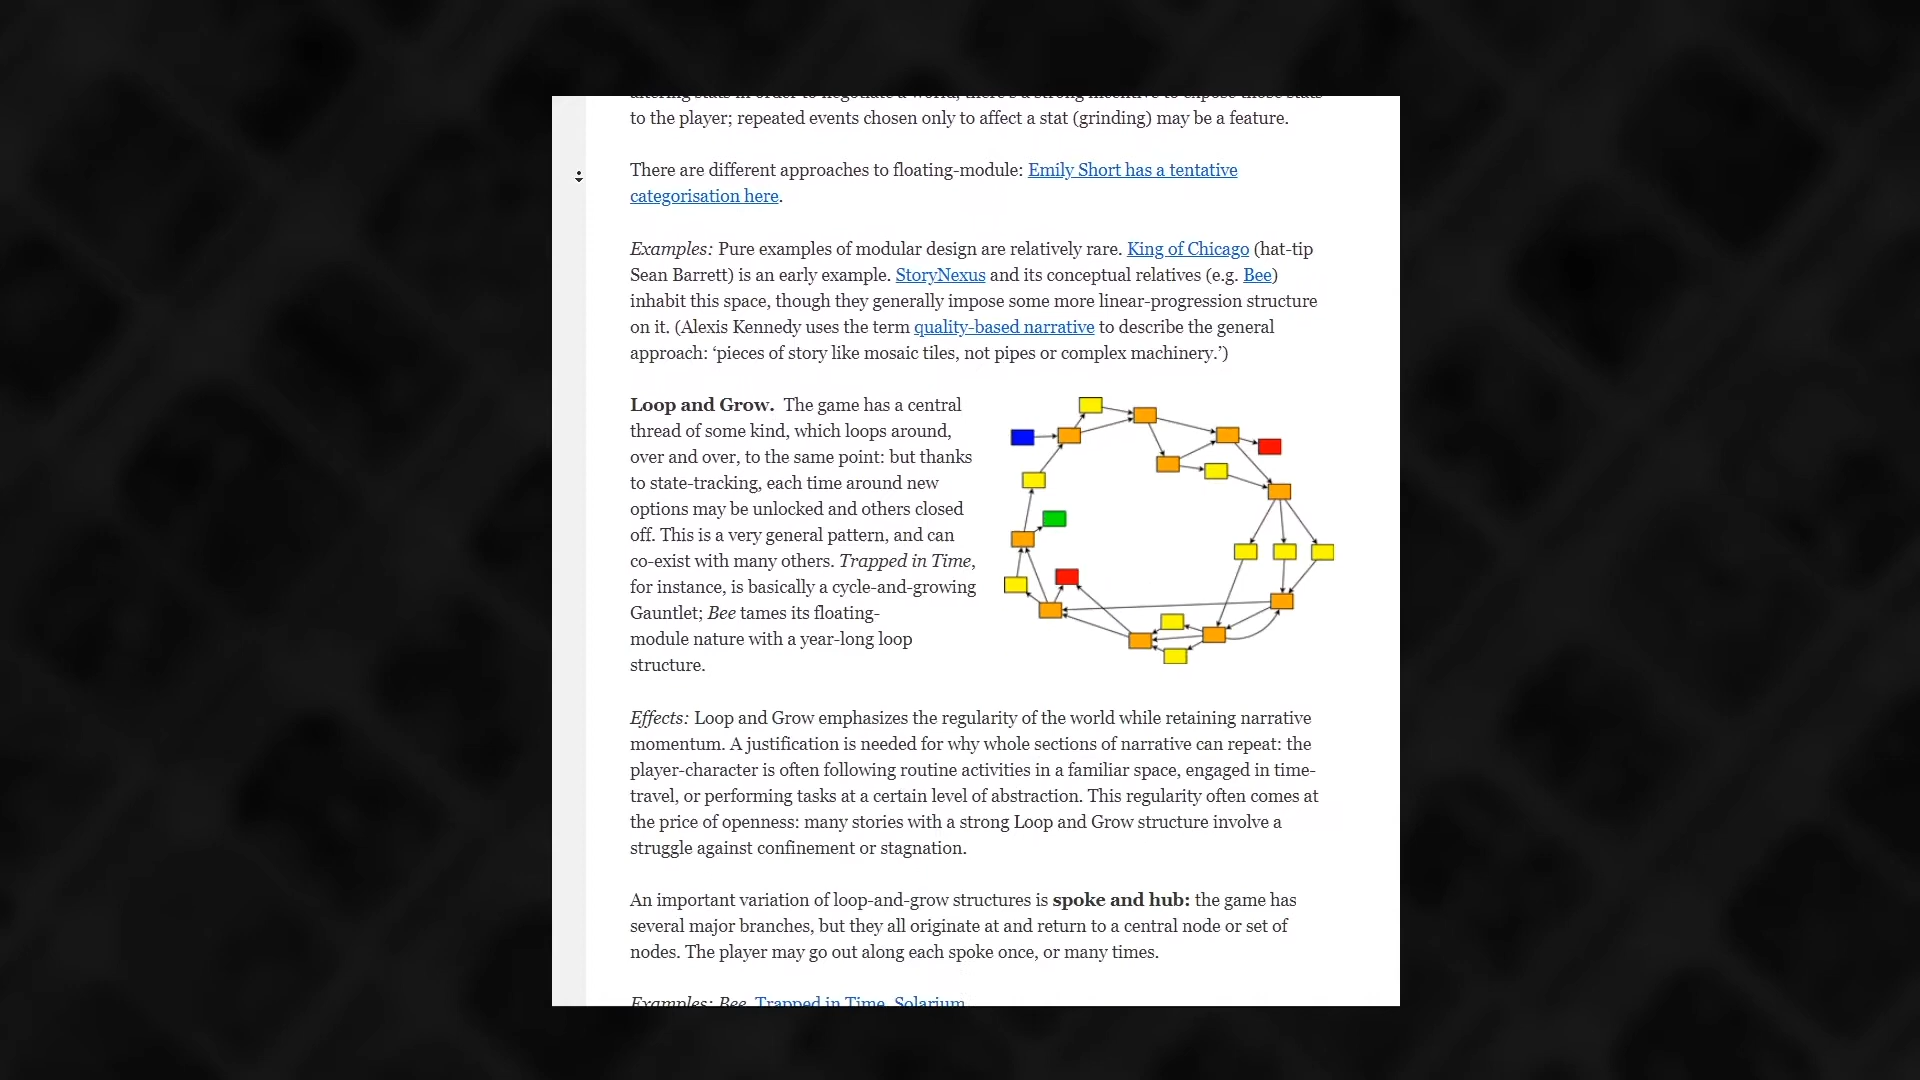 to the player; repeated events chosen only to affect a stat (grinding) may be a feature.
There are different approaches to floating-module: Emily Short has a tentative
categorisation here.
Examples: Pure examples of modular design are relatively rare. King of Chicago (hat-tip
Sean Barrett) is an early example. StoryNexus and its conceptual relatives (e.g. Bee)
inhabit this space, though they generally impose some more linear-progression structure
on it. (Alexis Kennedy uses the term quality-based narrative to describe the general
approach: ‘pieces of story like mosaic tiles, not pipes or complex machinery.’)
Loop and Grow. The game has a central
thread of some kind, which loops around,
over and over, to the same point: but thanks
to state-tracking, each time around new
options may be unlocked and others closed
off. This is a very general pattern, and can
co-exist with many others. Trapped in Time,
for instance, is basically a cycle-and-growing
Gauntlet; Bee tames its floating-
module nature with a year-long loop
structure.
Effects: Loop and Grow emphasizes the regularity of the world while retaining narrative
momentum. A justification is needed for why whole sections of narrative can repeat: the
player-character is often following routine activities in a familiar space, engaged in time-
travel, or performing tasks at a certain level of abstraction. This regularity often comes at
the price of openness: many stories with a strong Loop and Grow structure involve a
struggle against confinement or stagnation.
An important variation of loop-and-grow structures is spoke and hub: the game has
several major branches, but they all originate at and return to a central node or set of
nodes. The player may go out along each spoke once, or many times.
Examples: Bee, Trapped in Time, Solarium